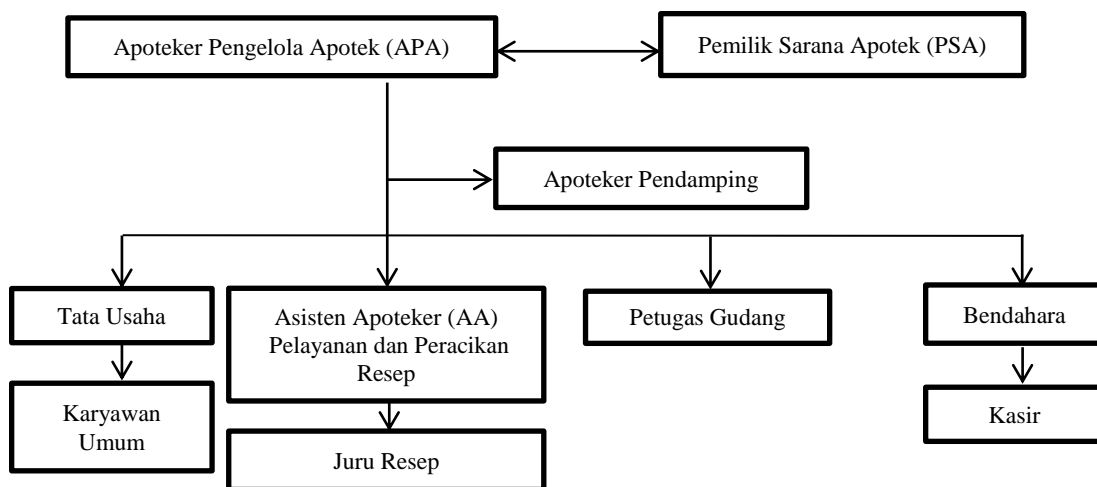 Apoteker Pengelola Apotek (APA)
Pemilik Sarana Apotek (PSA)
Apoteker Pendamping
Tata Usaha
Asisten Apoteker (AA)
Pelayanan dan Peracikan
Resep
Petugas Gudang
Bendahara
Karyawan
Umum
Juru Resep
Kasir